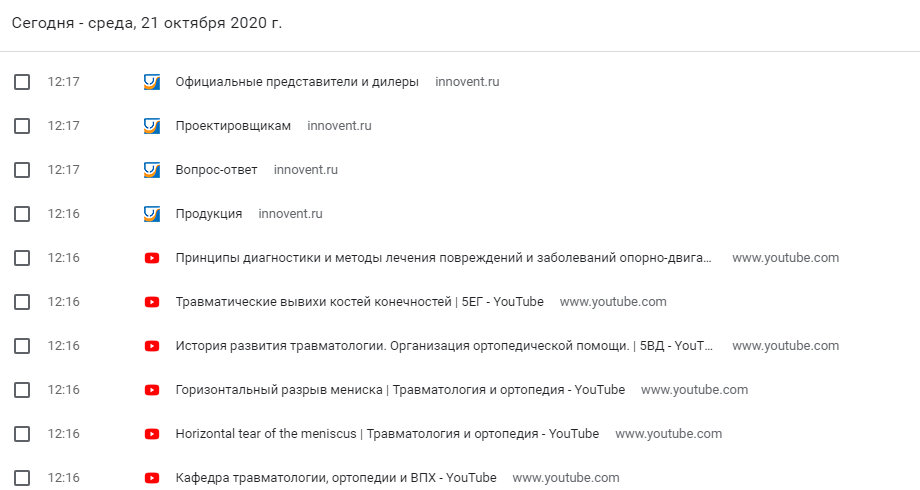 Сегодня - среда, 21 октября 2020 г.
12:17 Официальные представители и дилеры innovent.ru
12:17 Проектировщикам innovent.ru
12:17 Вопрос-ответ innovent.ru
12:16 Продукция innovent.ru
12:16 Принципы диагностики и методы лечения повреждений и заболеваний опорно-двига... www.youtube.com
12:16 Травматические вывихи костей конечностей | 5ЕГ - YouTube www.youtube.com
12:16 История развития травматологии. Организация ортопедической помощи. | 5ВД - YouT... www.youtube.com
12:16 Горизонтальный разрыв мениска | Травматология и ортопедия - YouTube www.youtube.com
12:16 Horizontal tear of the meniscus | Травматология и ортопедия - YouTube www.youtube.com
12:16 Кафедра травматологии, ортопедии и ВПХ - YouTube www.youtube.com